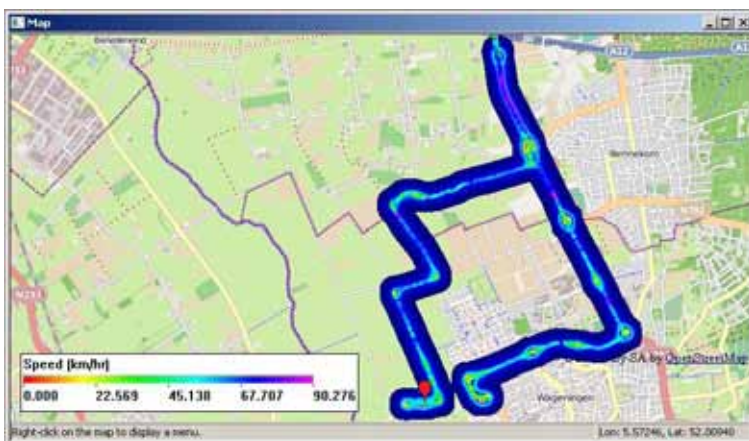 Map
A12
Bennekom
N233
by OpenStreetMap
Speed (km/hr)
0.000 22.569 45.138 67.707 90.276
Wageningen
Right-click on the map to display a menu.
Lon: 5.57246, Lat: 52.00940